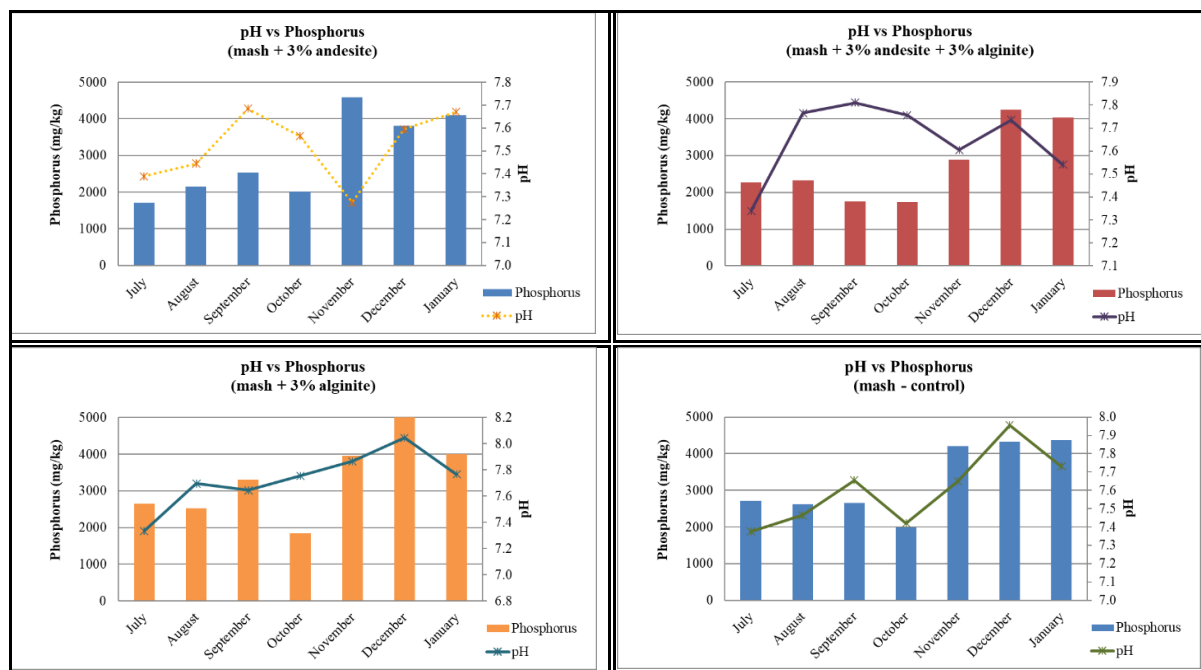 pH vs Phosphorus
(mash + 3% andesite)
Phosphorus (mg/kg)
5000
4000
3000
2000
1000
0
7.8
7.7
7.6
7.5
7.4
7.3
7.2
7.1
7.0
pH
July
August
September
October
November
December
January
Phosphorus
pH
pH vs Phosphorus
(mash + 3% andesite + 3% alginite)
Phosphorus (mg/kg)
5000
4000
3000
2000
1000
0
7.9
7.8
7.7
7.6
7.5
7.4
7.3
7.2
7.1
pH
July
August
September
October
November
December
January
Phosphorus
pH
pH vs Phosphorus
(mash + 3% alginite)
Phosphorus (mg/kg)
5000
4000
3000
2000
1000
0
8.2
8.0
7.8
7.6
7.4
7.2
7.0
6.8
pH
July
August
September
October
November
December
January
Phosphorus
pH
pH vs Phosphorus
(mash - control)
Phosphorus (mg/kg)
5000
4000
3000
2000
1000
0
8.0
7.9
7.8
7.7
7.6
7.5
7.4
7.3
7.2
7.1
7.0
pH
July
August
September
October
November
December
January
Phosphorus
pH